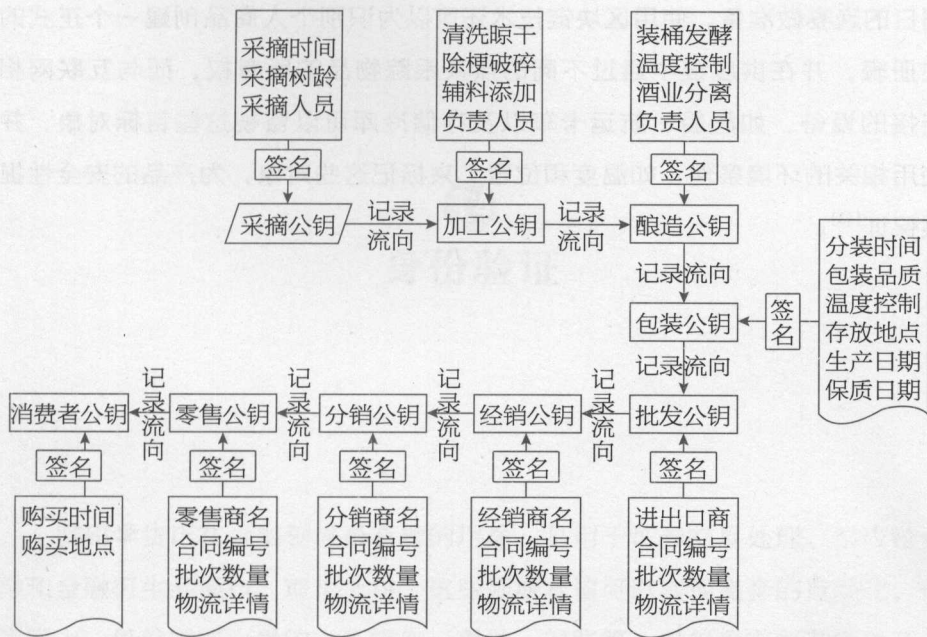 采摘时间
采摘树龄
采摘人员
签名
采摘公钥
记录
流向
清洗晾干
除梗破碎
辅料添加
负责人员
签名
加工公钥
记录
流向
装桶发酵
温度控制
酒业分离
负责人员
签名
酿造公钥
记录流向
分装时间
包装品质
温度控制
存放地点
生产日期
保质日期
签名
包装公钥
记录流向
批发公钥
签名
进出口商
合同编号
批次数量
物流详情
记录流向
经销公钥
签名
经销商名
合同编号
批次数量
物流详情
记录流向
分销公钥
签名
分销商名
合同编号
批次数量
物流详情
记录流向
零售公钥
签名
零售商名
合同编号
批次数量
物流详情
记录流向
消费者公钥
签名
购买时间
购买地点